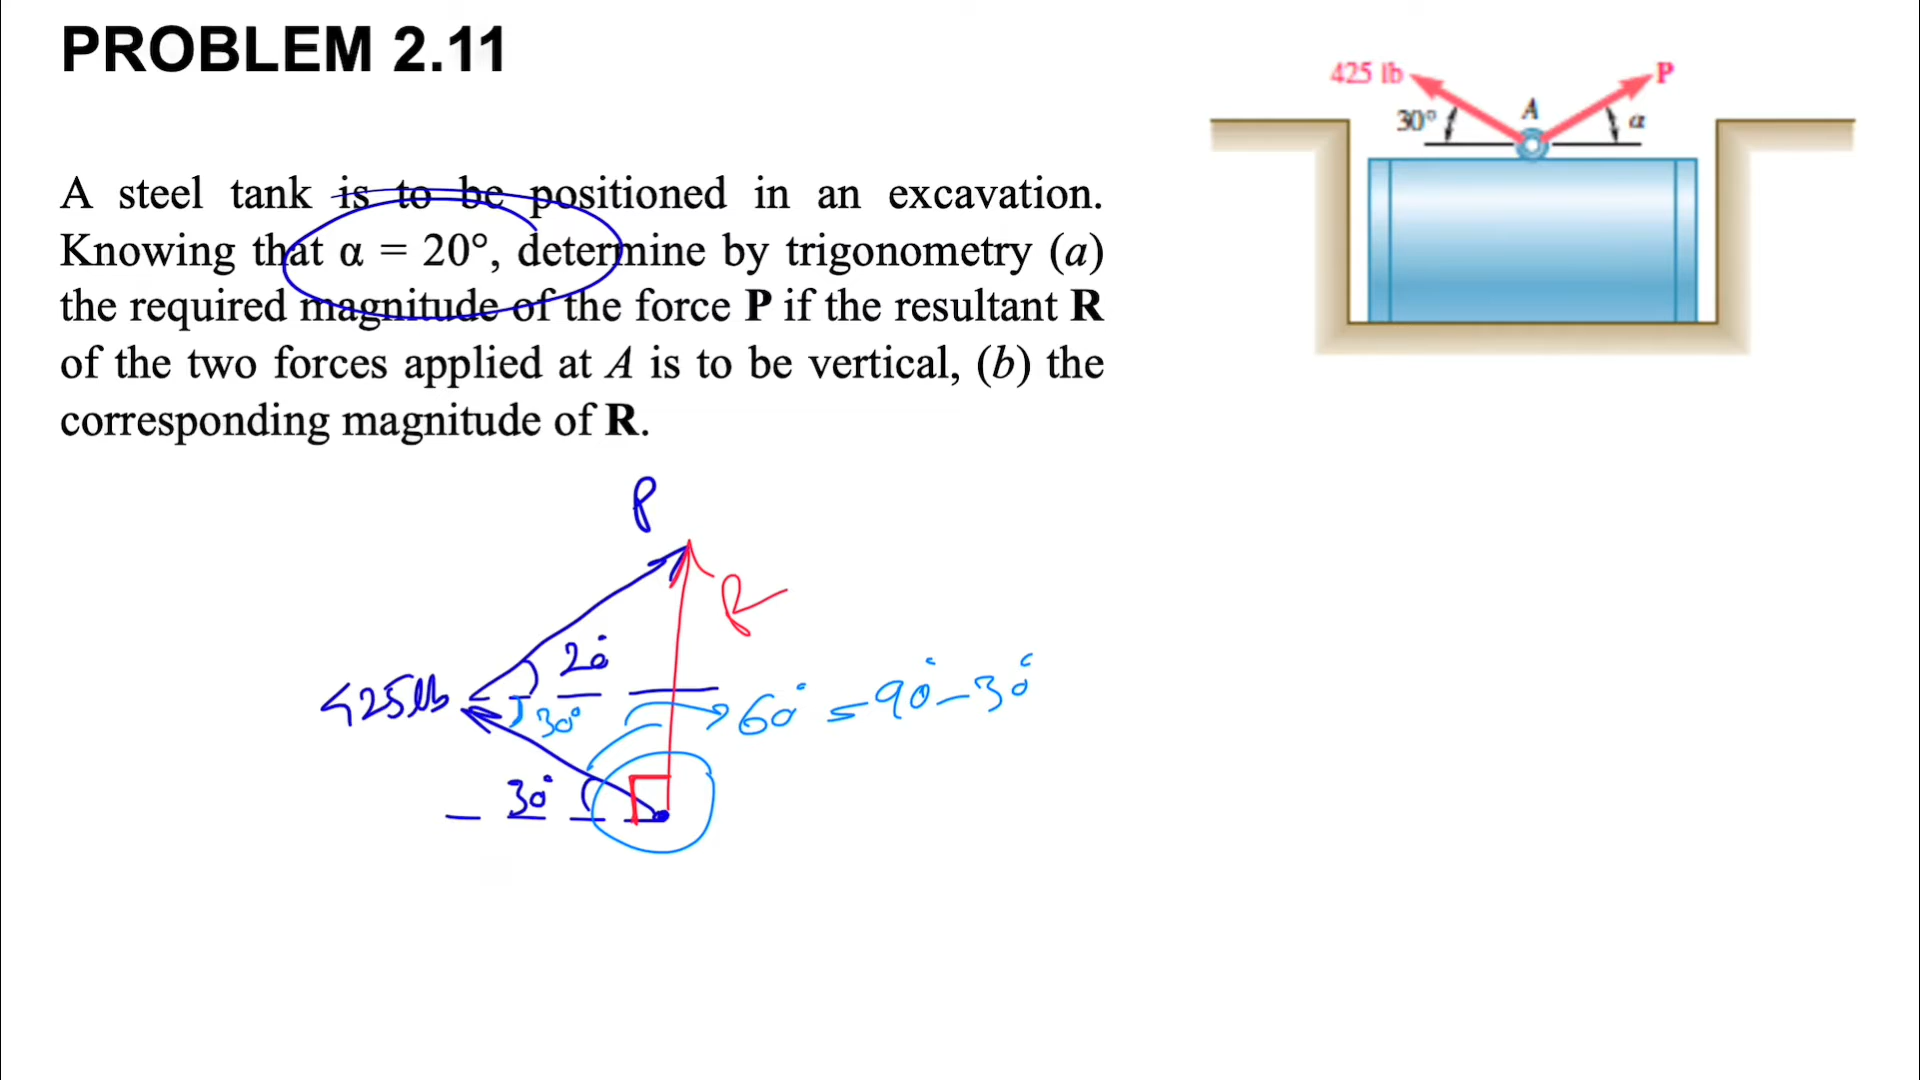 PROBLEM 2.11
425 lb
P
30°
A
α
A steel tank is to be positioned in an excavation.
Knowing that α = 20°, determine by trigonometry (a)
the required magnitude of the force P if the resultant R
of the two forces applied at A is to be vertical, (b) the
corresponding magnitude of R.
P
R
20°
425 lb
30°
60° = 90° - 30°
30°